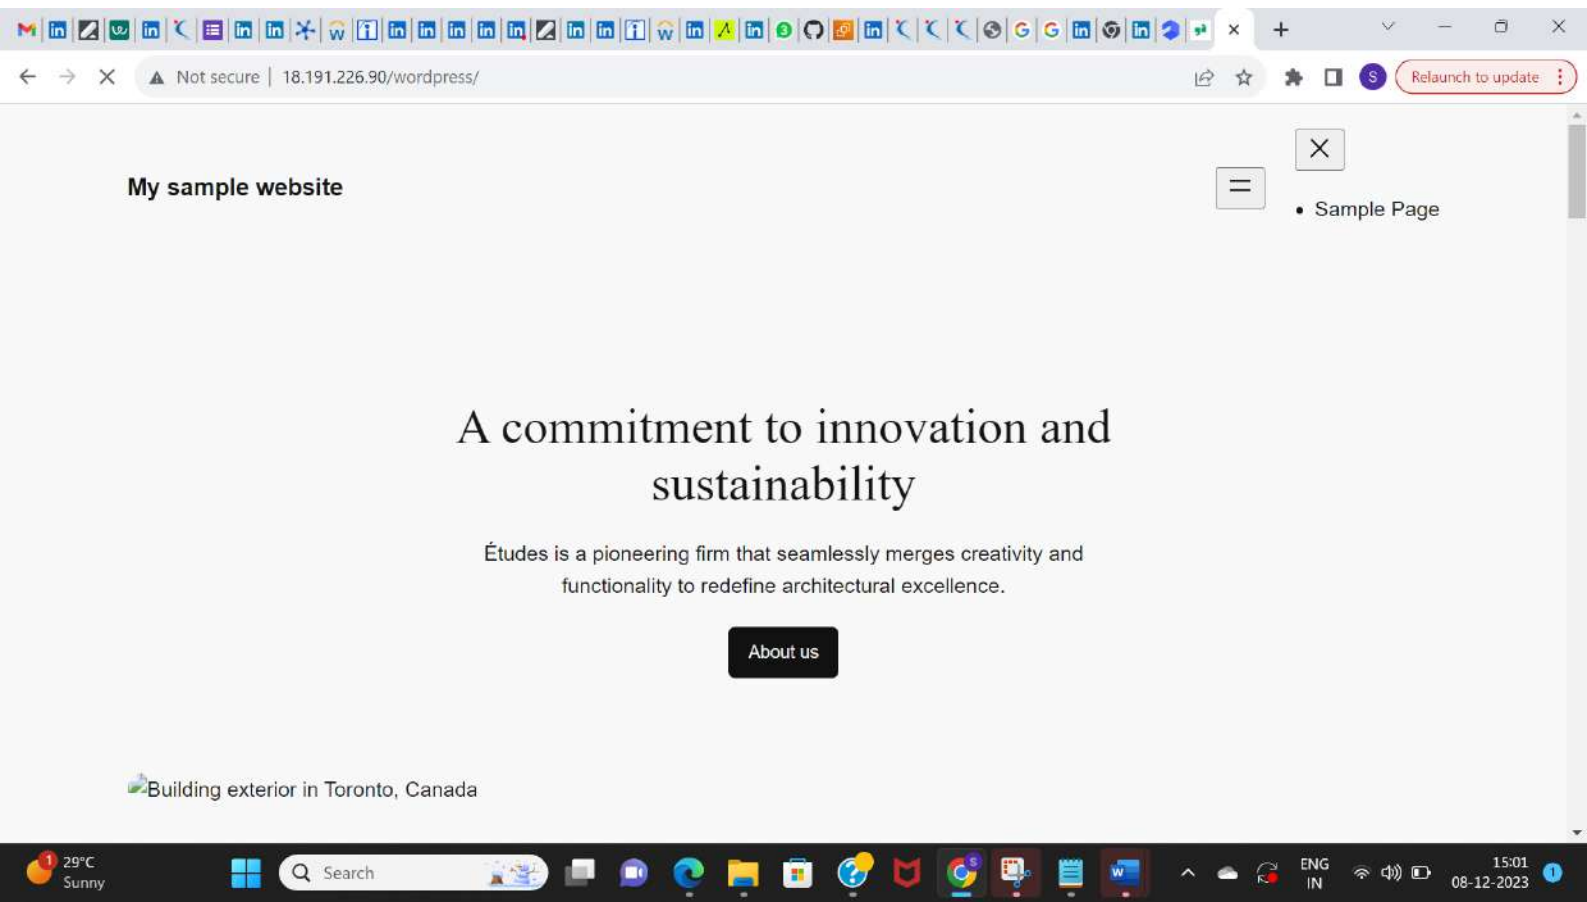 Not secure | 18.191.226.90/wordpress/
S
Relaunch to update
My sample website
Sample Page
A commitment to innovation and
sustainability
Études is a pioneering firm that seamlessly merges creativity and
functionality to redefine architectural excellence.
About us
Building exterior in Toronto, Canada
1
29°C
Sunny
Search
ENG
IN
15:01
08-12-2023
1